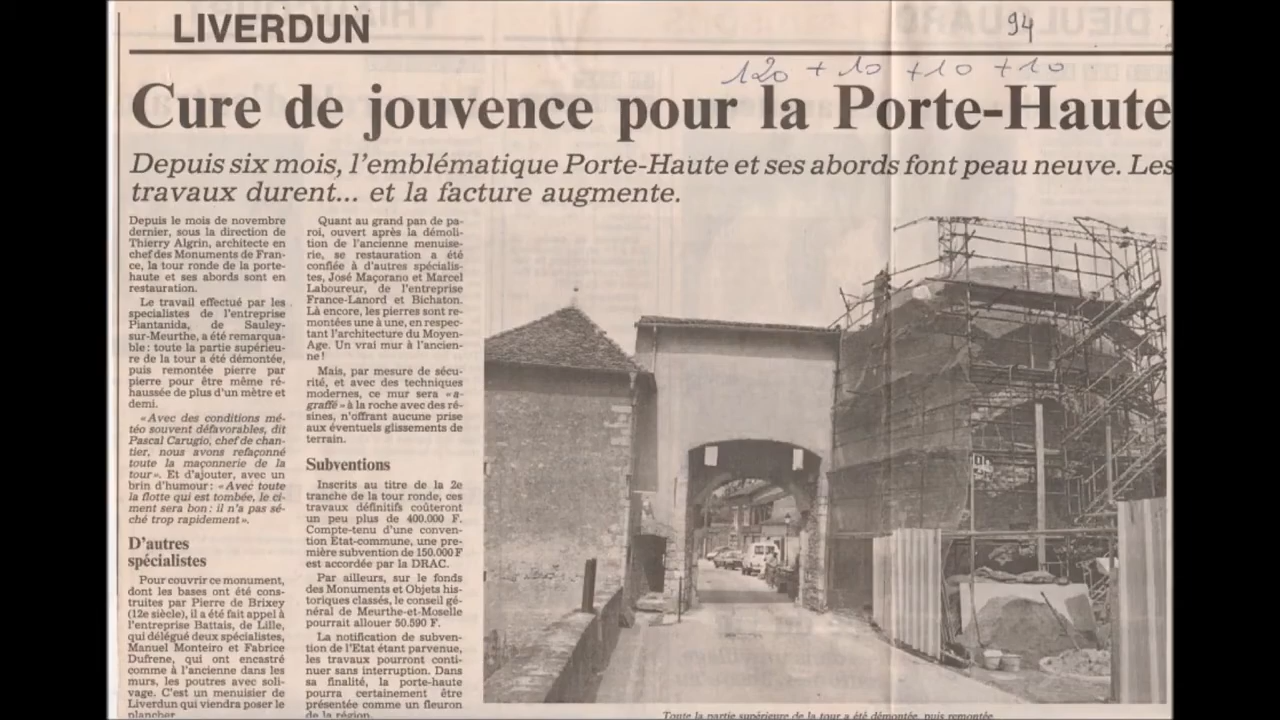 LIVERDUN
94
120 + 10 + 10 + 10
Cure de jouvence pour la Porte-Haute
Depuis six mois, l'emblématique Porte-Haute et ses abords font peau neuve. Les
travaux durent... et la facture augmente.
Depuis le mois de novembre
dernier, sous la direction de
Thierry Algrin, architecte en
chef des Monuments de Fran-
ce, la tour ronde de la porte-
haute et ses abords sont en
restauration.
Le travail effectué par les
specialistes de l'entreprise
Piantanida, de Sauley-
sur-Meurthe, a été remarqua-
ble : toute la partie supérieu-
re de la tour a été démontée,
puis remontée pierre par
pierre pour être même ré-
haussée de plus d'un mètre et
demi.
« Avec des conditions mé-
téo souvent défavorables, dit
Pascal Carugio, chef de chan-
tier, nous avons refaçonné
toute la maçonnerie de la
tour ». Et d'ajouter, avec un
brin d'humour : « Avec toute
la flotte qui est tombée, le ci-
ment sera bon : il n'a pas sé-
ché trop rapidement ».
D'autres
spécialistes
Pour couvrir ce monument,
dont les bases ont été cons-
truites par Pierre de Brixey
(12e siècle), il a été fait appel à
l'entreprise Battais, de Lille,
qui délégué deux spécialistes,
Manuel Monteiro et Fabrice
Dufrene, qui ont encastré
comme à l'ancienne dans les
murs, les poutres avec soli-
vage. C'est un menuisier de
Liverdun qui viendra poser le
plancher.
Quant au grand pan de pa-
roi, ouvert après la démoli-
tion de l'ancienne menuise-
rie, se restauration a été
confiée à d'autres spécialis-
tes, José Maçorano et Marcel
Laboureur, de l'entreprise
France-Lanord et Bichaton.
Là encore, les pierres sont re-
montées une à une, en respec-
tant l'architecture du Moyen-
Age. Un vrai mur à l'ancien-
ne !
Mais, par mesure de sécu-
rité, et avec des techniques
modernes, ce mur sera « a-
graffé » à la roche avec des ré-
sines, n'offrant aucune prise
aux éventuels glissements de
terrain.
Subventions
Inscrits au titre de la 2e
tranche de la tour ronde, ces
travaux définitifs coûteront
un peu plus de 400.000 F.
Compte-tenu d'une conven-
tion Etat-commune, une pre-
mière subvention de 150.000 F
est accordée par la DRAC.
Par ailleurs, sur le fonds
des Monuments et Objets his-
toriques classés, le conseil gé-
néral de Meurthe-et-Moselle
pourrait allouer 50.590 F.
La notification de subven-
tion de l'Etat étant parvenue,
les travaux pourront conti-
nuer sans interruption. Dans
sa finalité, la porte-haute
pourra certainement être
présentée comme un fleuron
de la région.
Toute la partie supérieure de la tour a été démontée, puis remontée